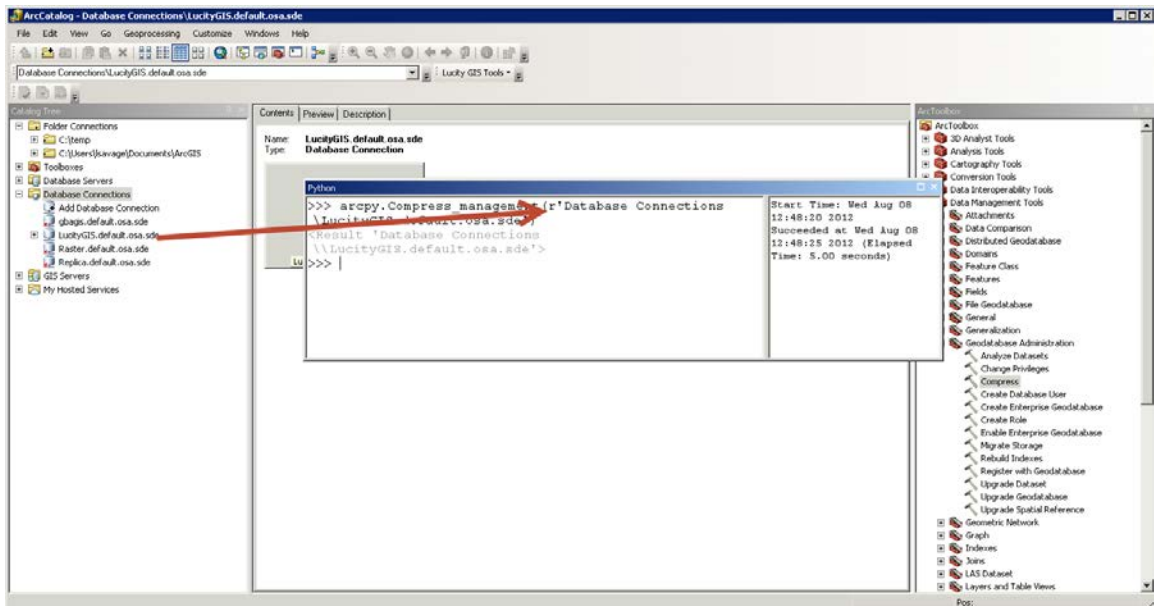 ArcCatalog - Database Connections\LucityGIS.default.osa.sde
File Edit View Go Geoprocessing Customize Windows Help
Database Connections\LucityGIS.default.osa.sde
Lucity GIS Tools
Catalog Tree
Folder Connections
C:\temp
C:\Users\lsavage\Documents\ArcGIS
Toolboxes
Database Servers
Database Connections
Add Database Connection
gbagis.default.osa.sde
LucityGIS.default.osa.sde
Raster.default.osa.sde
Replica.default.osa.sde
GIS Servers
My Hosted Services
Contents Preview Description
Name: LucityGIS.default.osa.sde
Type: Database Connection
Lu
Python
>>> arcpy.Compress_management(r'Database Connections
<Result 'Database Connections
\\LucityGIS.default.osa.sde'>
>>>
Start Time: Wed Aug 08
12:48:20 2012
Succeeded at Wed Aug 08
12:48:25 2012 (Elapsed
Time: 5.00 seconds)
ArcToolbox
ArcToolbox
3D Analyst Tools
Analysis Tools
Cartography Tools
Conversion Tools
Data Interoperability Tools
Data Management Tools
Attachments
Data Comparison
Distributed Geodatabase
Domains
Feature Class
Features
Fields
File Geodatabase
General
Generalization
Geodatabase Administration
Analyze Datasets
Change Privileges
Compress
Create Database User
Create Enterprise Geodatabase
Create Role
Enable Enterprise Geodatabase
Migrate Storage
Rebuild Indexes
Register with Geodatabase
Upgrade Dataset
Upgrade Geodatabase
Upgrade Spatial Reference
Geometric Network
Graph
Indexes
Joins
LAS Dataset
Layers and Table Views
Pos: